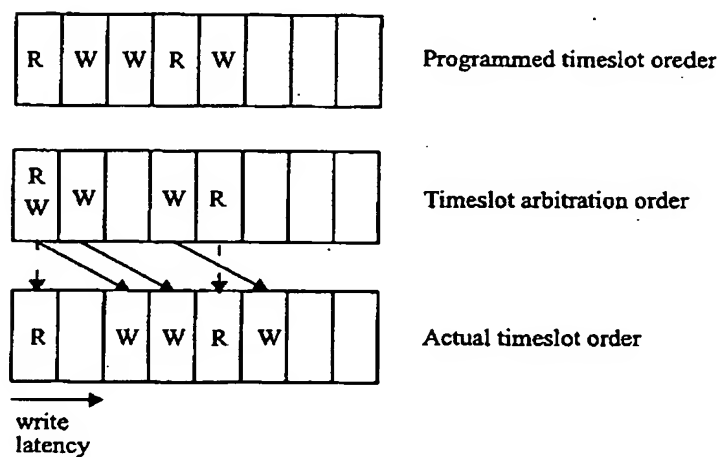 R W W R W
Programmed timeslot oreder
R
W W W R
Timeslot arbitration order
R W W R W
Actual timeslot order
write
latency